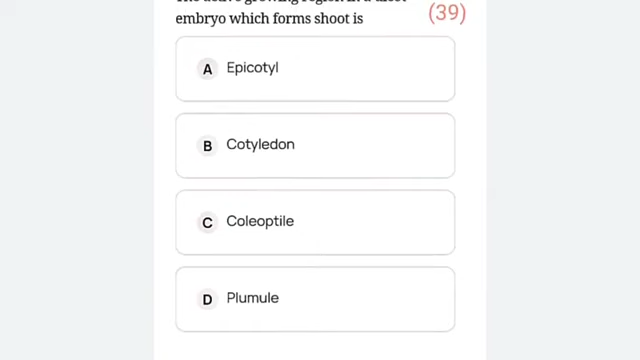 embryo which forms shoot is
(39)
A Epicotyl
B Cotyledon
C Coleoptile
D Plumule